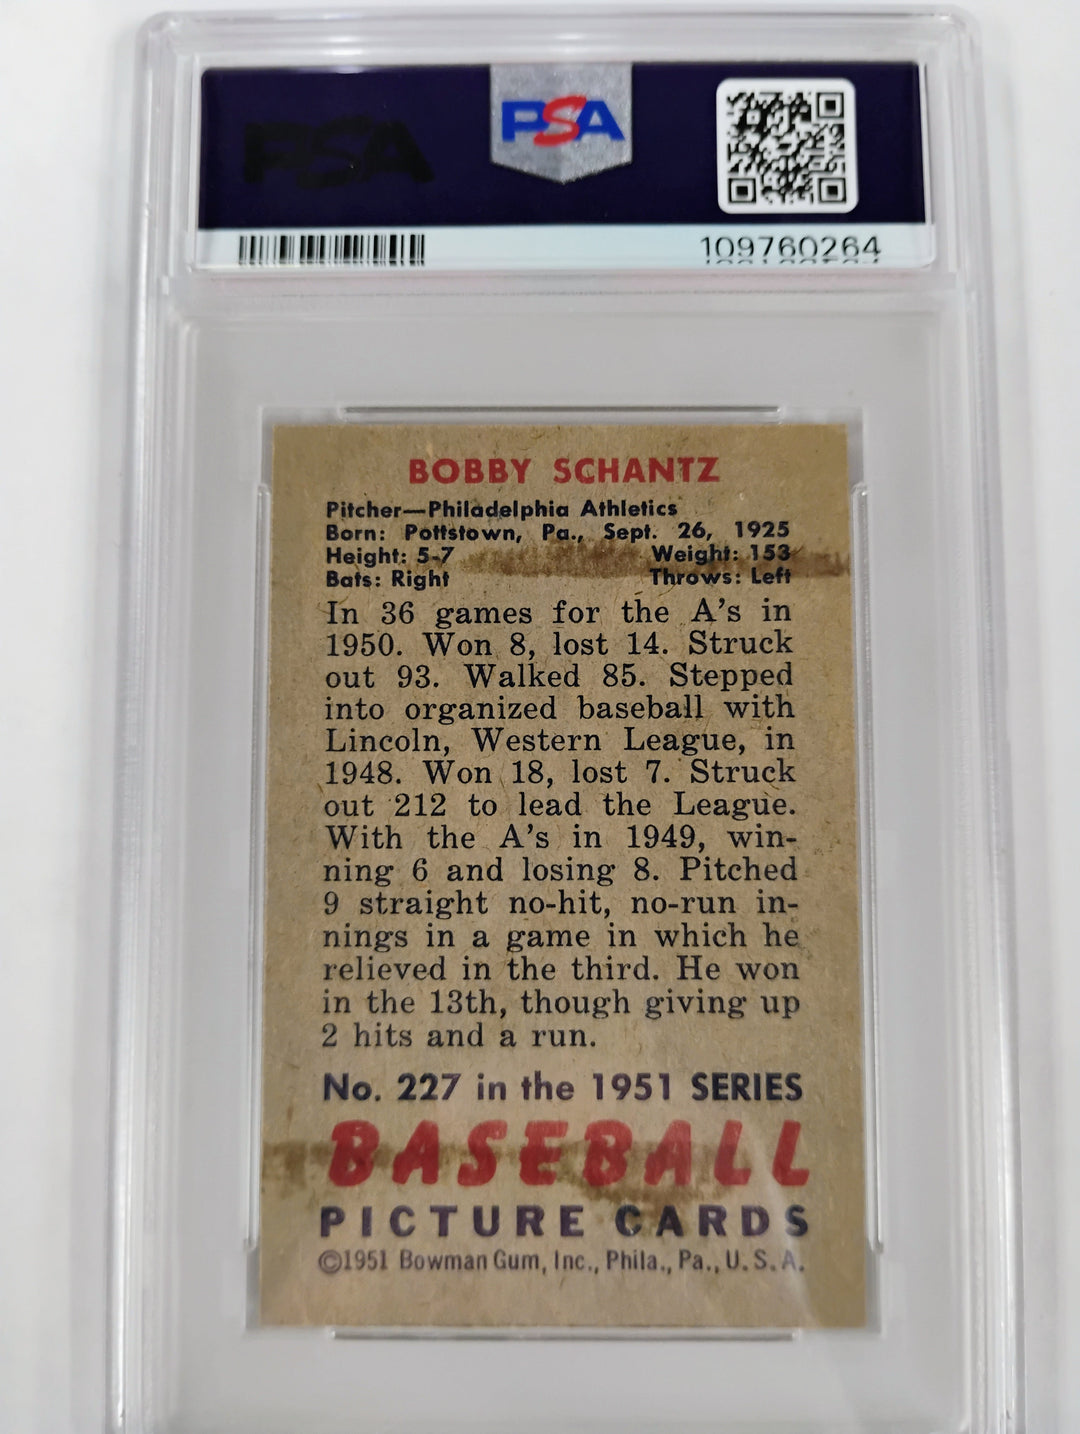 PSA
PSA
109760264
BOBBY SCHANTZ
Pitcher—Philadelphia Athletics
Born: Pottstown, Pa., Sept. 26, 1925
Height: 5-7 Weight: 153
Bats: Right Throws: Left
In 36 games for the A's in
1950. Won 8, lost 14. Struck
out 93. Walked 85. Stepped
into organized baseball with
Lincoln, Western League, in
1948. Won 18, lost 7. Struck
out 212 to lead the League.
With the A's in 1949, win-
ning 6 and losing 8. Pitched
9 straight no-hit, no-run in-
nings in a game in which he
relieved in the third. He won
in the 13th, though giving up
2 hits and a run.
No. 227 in the 1951 SERIES
BASEBALL
PICTURE CARDS
©1951 Bowman Gum, Inc., Phila., Pa., U.S.A.